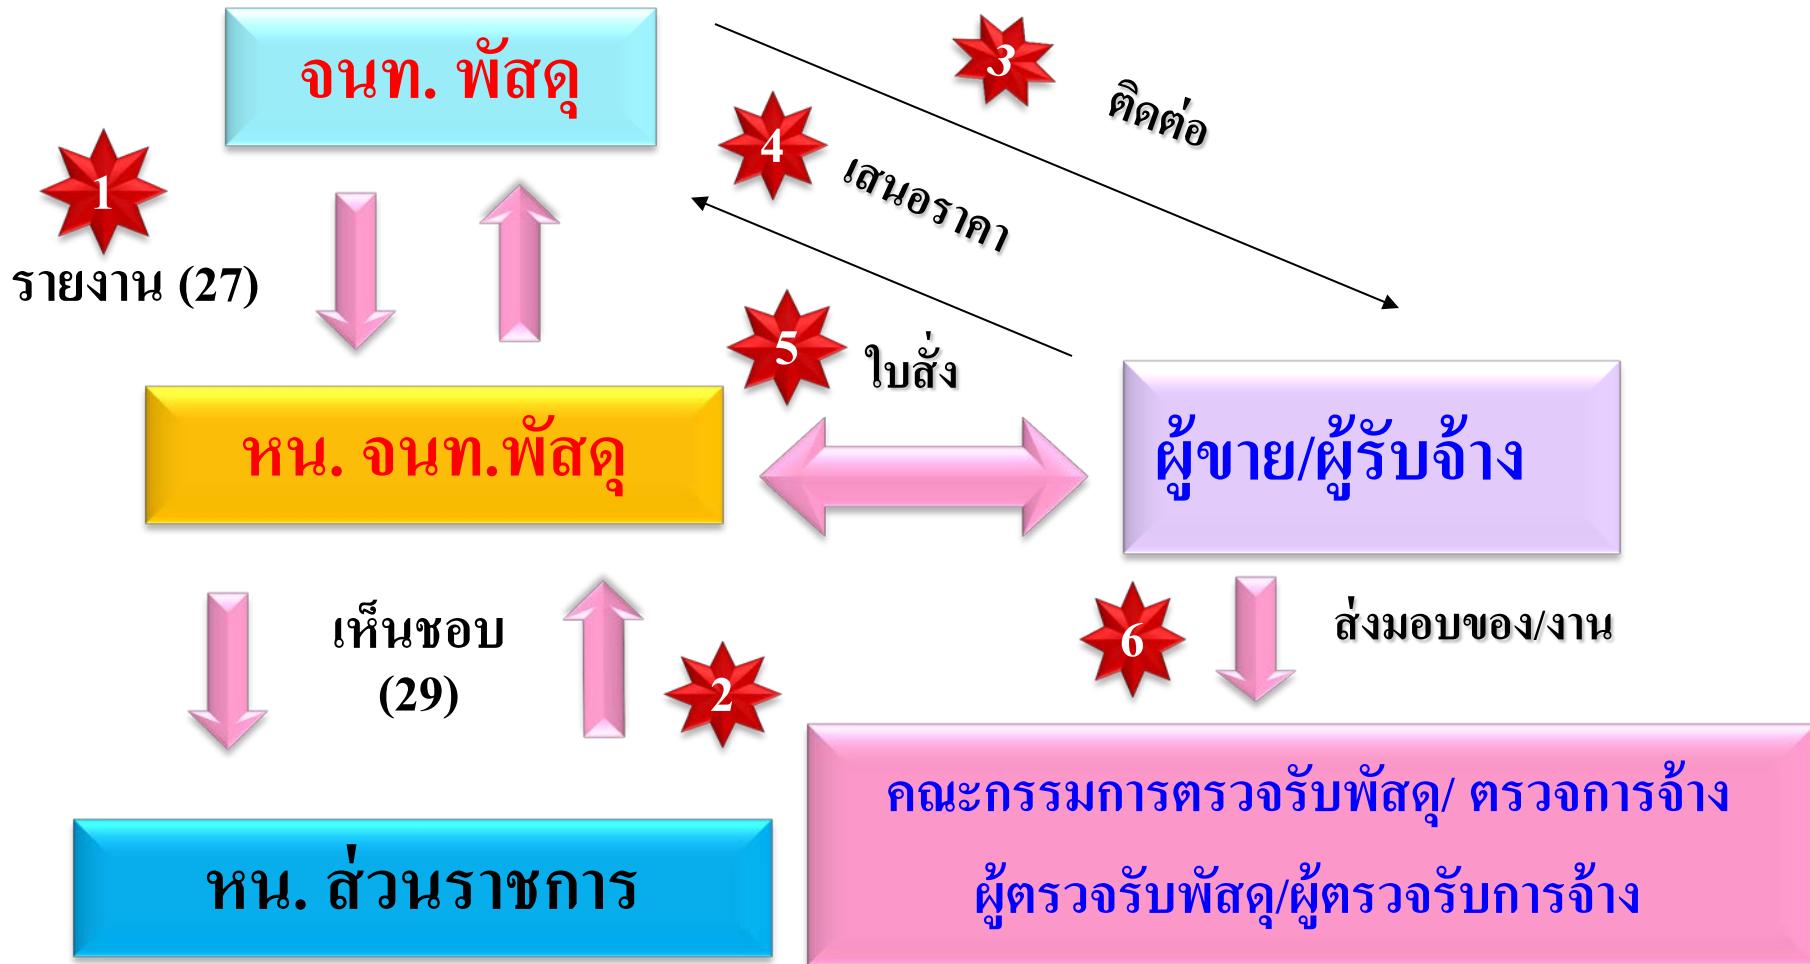 จนท. พัสดุ
3
ติดต่อ
4
เสนอราคา
1
รายงาน (27)
5
ใบสั่ง
หน. จนท.พัสดุ
ผู้ขาย/ผู้รับจ้าง
เห็นชอบ
(29)
2
6
ส่งมอบของ/งาน
หน. ส่วนราชการ
คณะกรรมการตรวจรับพัสดุ/ ตรวจการจ้าง
ผู้ตรวจรับพัสดุ/ผู้ตรวจรับการจ้าง